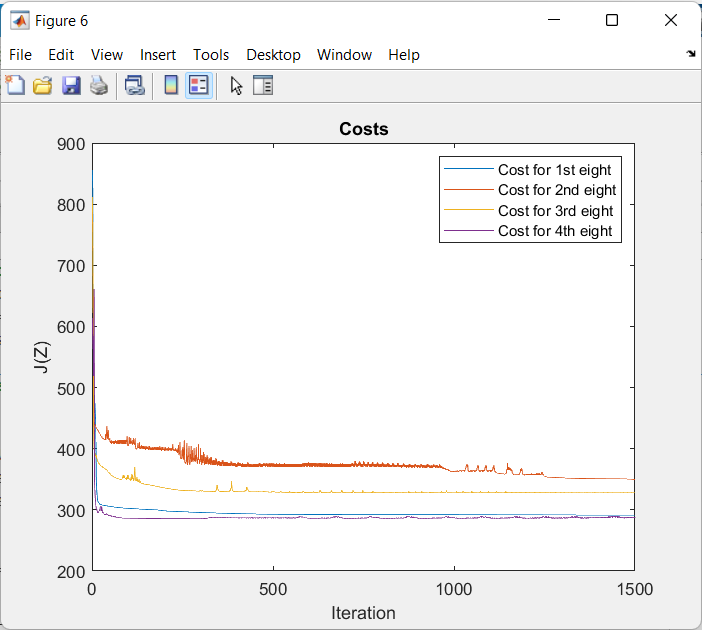 Figure 6
File Edit View Insert Tools Desktop Window Help
Costs
900
800
700
600
500
400
300
200
J(Z)
Cost for 1st eight
Cost for 2nd eight
Cost for 3rd eight
Cost for 4th eight
0 500 1000 1500
Iteration